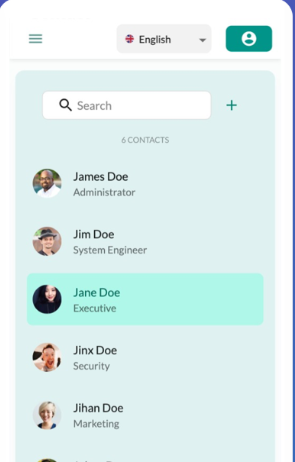 English
Search
6 CONTACTS
James Doe
Administrator
Jim Doe
System Engineer
Jane Doe
Executive
Jinx Doe
Security
Jihan Doe
Marketing